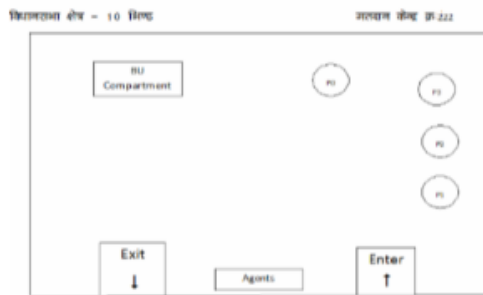 विधानसभा क्षेत्र – 10 भिण्ड
मतदान केन्द्र क्र 222
BU
Compartment
Exit
↓
Agents
Enter
↑